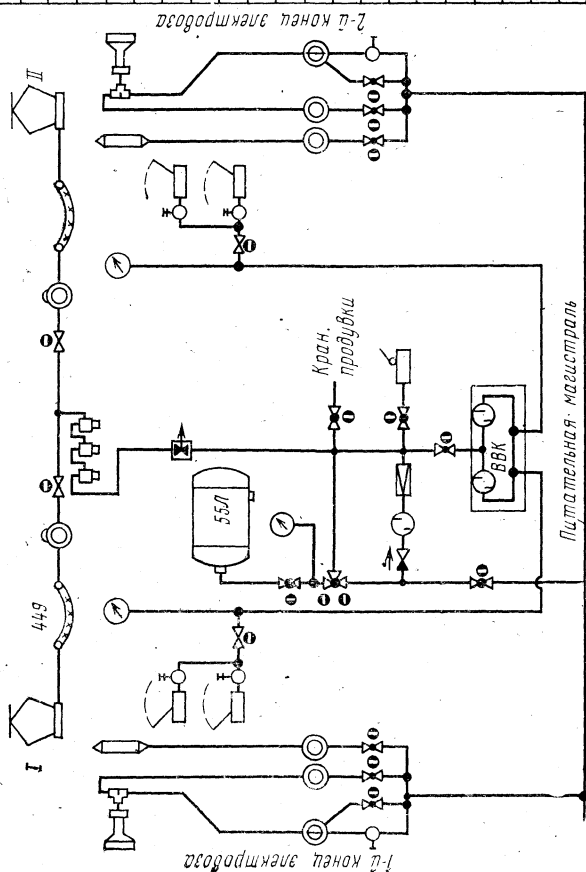 2-й конец электровоза
II
Кран.
продувки
55Л
ВВК
Питательная магистраль
449
I
1-й конец электровоза